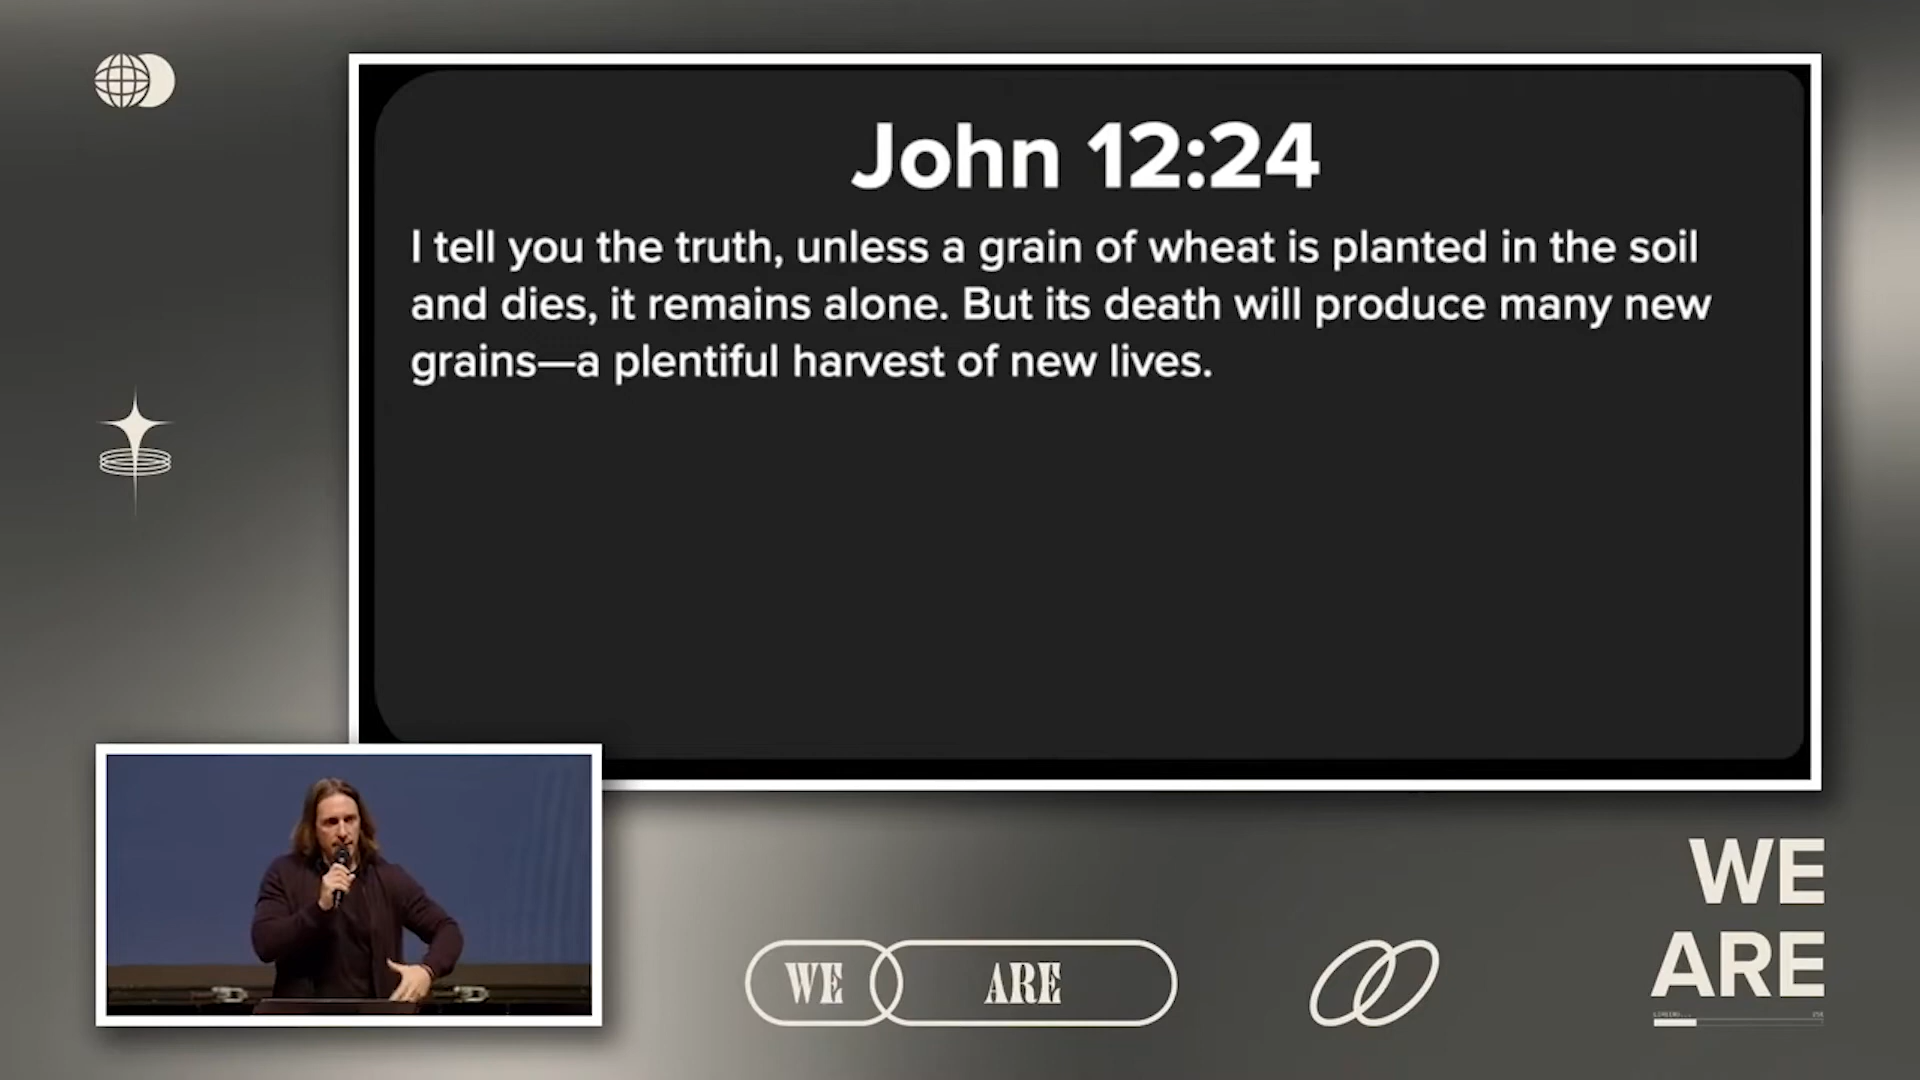 John 12:24
I tell you the truth, unless a grain of wheat is planted in the soil
and dies, it remains alone. But its death will produce many new
grains—a plentiful harvest of new lives.
WE ARE
WE
ARE